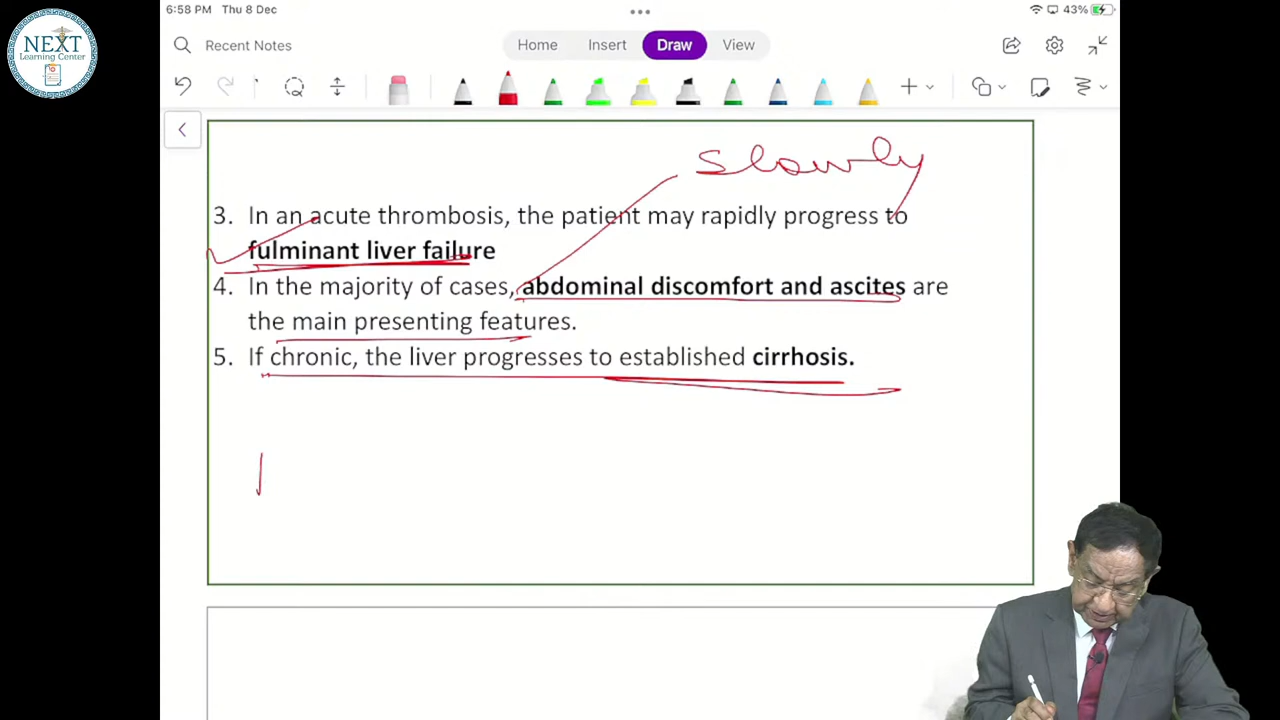 6:58 PM Thu 8 Dec
43%
NEXT
Learning Center
Recent Notes
Home
Insert
Draw
View
slowly
3. In an acute thrombosis, the patient may rapidly progress to
fulminant liver failure
4. In the majority of cases, abdominal discomfort and ascites are
the main presenting features.
5. If chronic, the liver progresses to established cirrhosis.